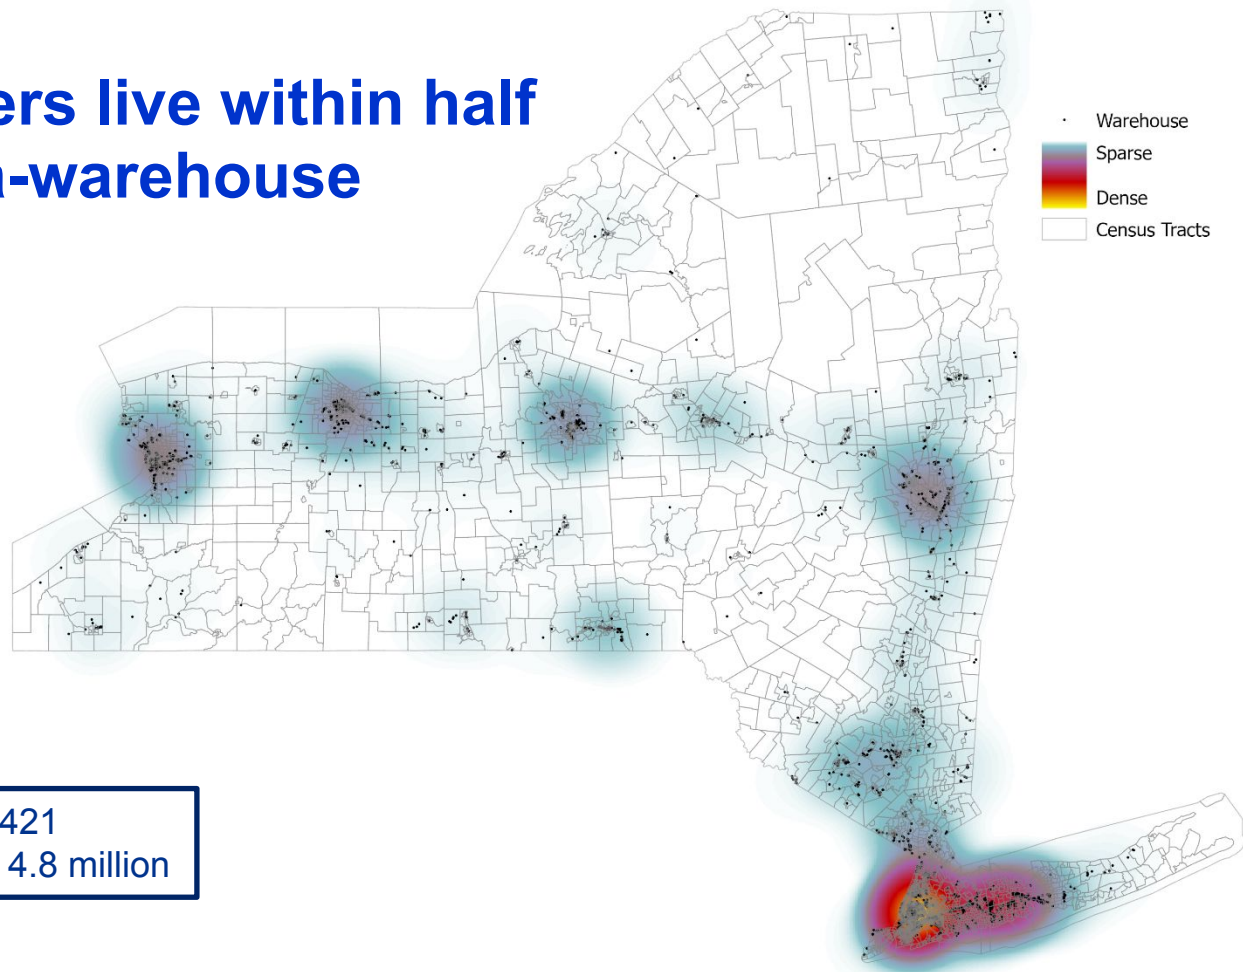 ers live within half
a-warehouse
Warehouse
Sparse
Dense
Census Tracts
421
4.8 million